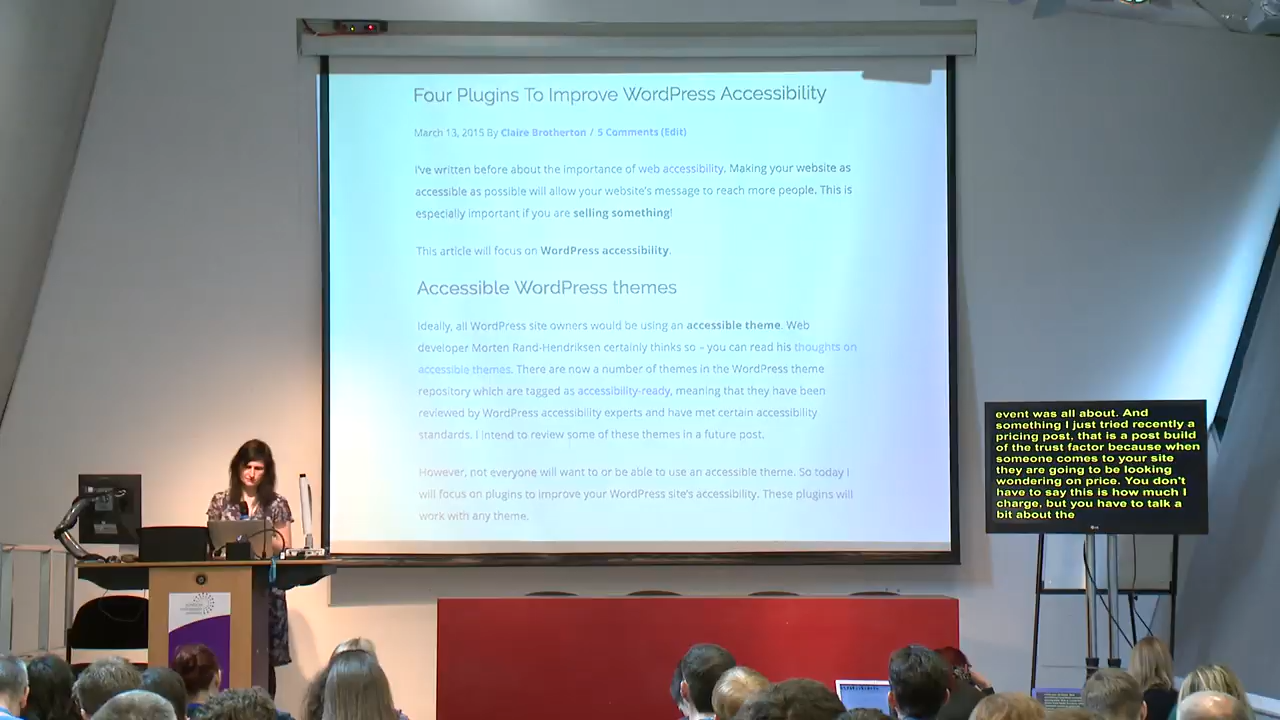 Four Plugins To Improve WordPress Accessibility
March 13, 2015 By Claire Brotherton / 5 Comments (Edit)
I've written before about the importance of web accessibility. Making your website as
accessible as possible will allow your website's message to reach more people. This is
especially important if you are selling something!
This article will focus on WordPress accessibility.
Accessible WordPress themes
Ideally, all WordPress site owners would be using an accessible theme. Web
developer Morten Rand-Hendriksen certainly thinks so – you can read his thoughts on
accessible themes. There are now a number of themes in the WordPress theme
repository which are tagged as accessibility-ready, meaning that they have been
reviewed by WordPress accessibility experts and have met certain accessibility
standards. I intend to review some of these themes in a future post.
However, not everyone will want to or be able to use an accessible theme. So today I
will focus on plugins to improve your WordPress site's accessibility. These plugins will
work with any theme.
event was all about. And
something I just tried recently a
pricing post, that is a post build
of the trust factor because when
someone comes to your site
they are going to be looking
wondering on price. You don't
have to say this is how much I
charge, but you have to talk a
bit about the
LG